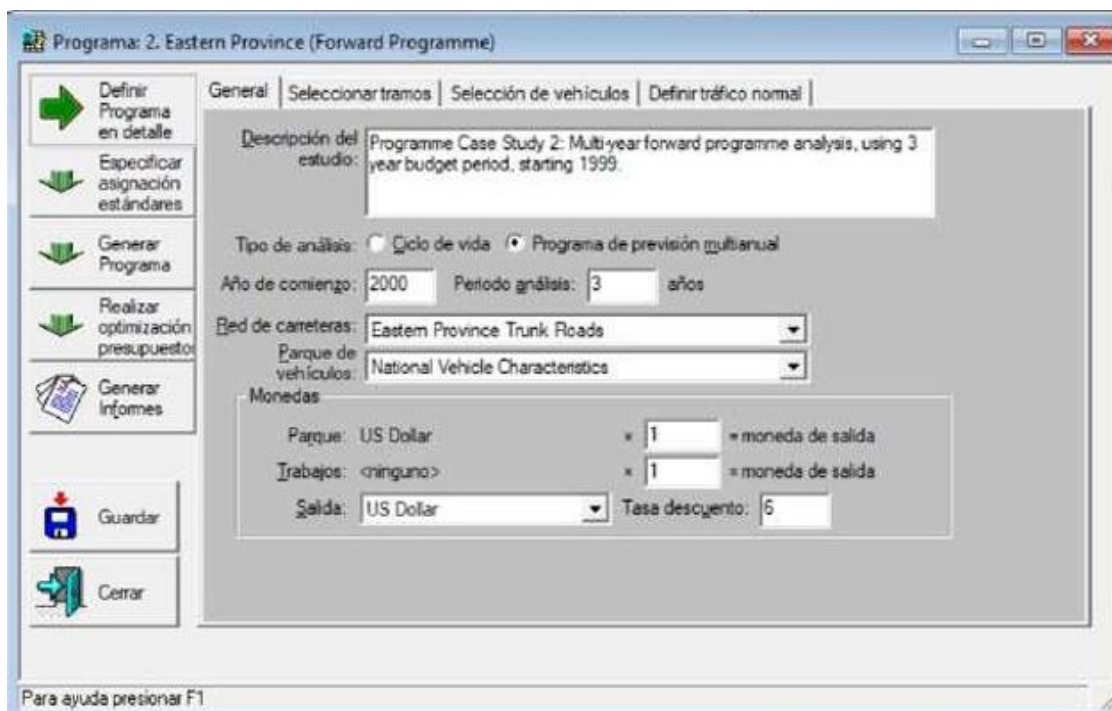 Programa: 2. Eastern Province (Forward Programme)
Definir
Programa
en detalle
Especificar
asignación
estándares
Generar
Programa
Realizar
optimización
presupuesto
Generar
Informes
Guardar
Cerrar
General
Seleccionar tramos
Selección de vehículos
Definir tráfico normal
Descripción del
estudio:
Programme Case Study 2: Multi-year forward programme analysis, using 3
year budget period, starting 1999.
Tipo de análisis: Ciclo de vida Programa de previsión multianual
Año de comienzo: 2000 Periodo análisis: 3 años
Red de carreteras: Eastern Province Trunk Roads
Parque de
vehículos: National Vehicle Characteristics
Monedas
Parque: US Dollar × 1 = moneda de salida
Trabajos: <ninguno> × 1 = moneda de salida
Salida: US Dollar Tasa descuento: 6
Para ayuda presionar F1